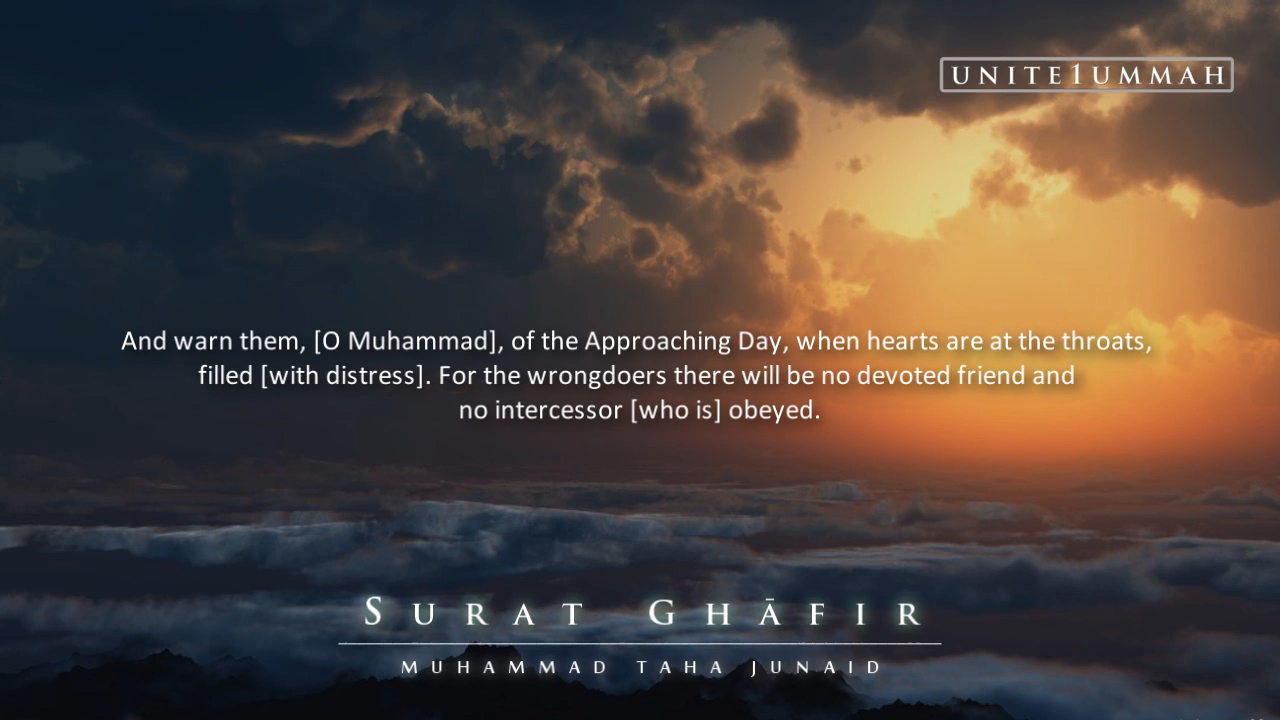 UNITE1UMMAH
And warn them, [O Muhammad], of the Approaching Day, when hearts are at the throats,
filled [with distress]. For the wrongdoers there will be no devoted friend and
no intercessor [who is] obeyed.
SURAT GHĀFIR
MUHAMMAD TAHA JUNAID